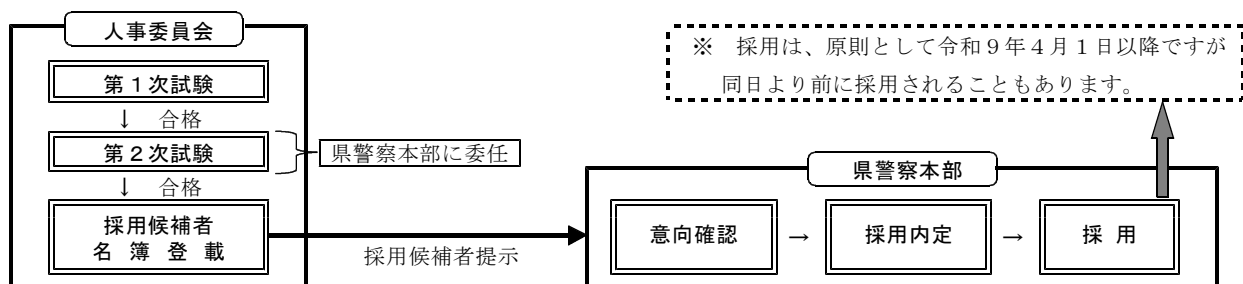 人事委員会
第1次試験
↓ 合格
第2次試験
県警察本部に委任
↓ 合格
採用候補者
名簿登載
採用候補者提示
※ 採用は、原則として令和9年4月1日以降ですが
同日より前に採用されることもあります。
県警察本部
意向確認 → 採用内定 → 採用